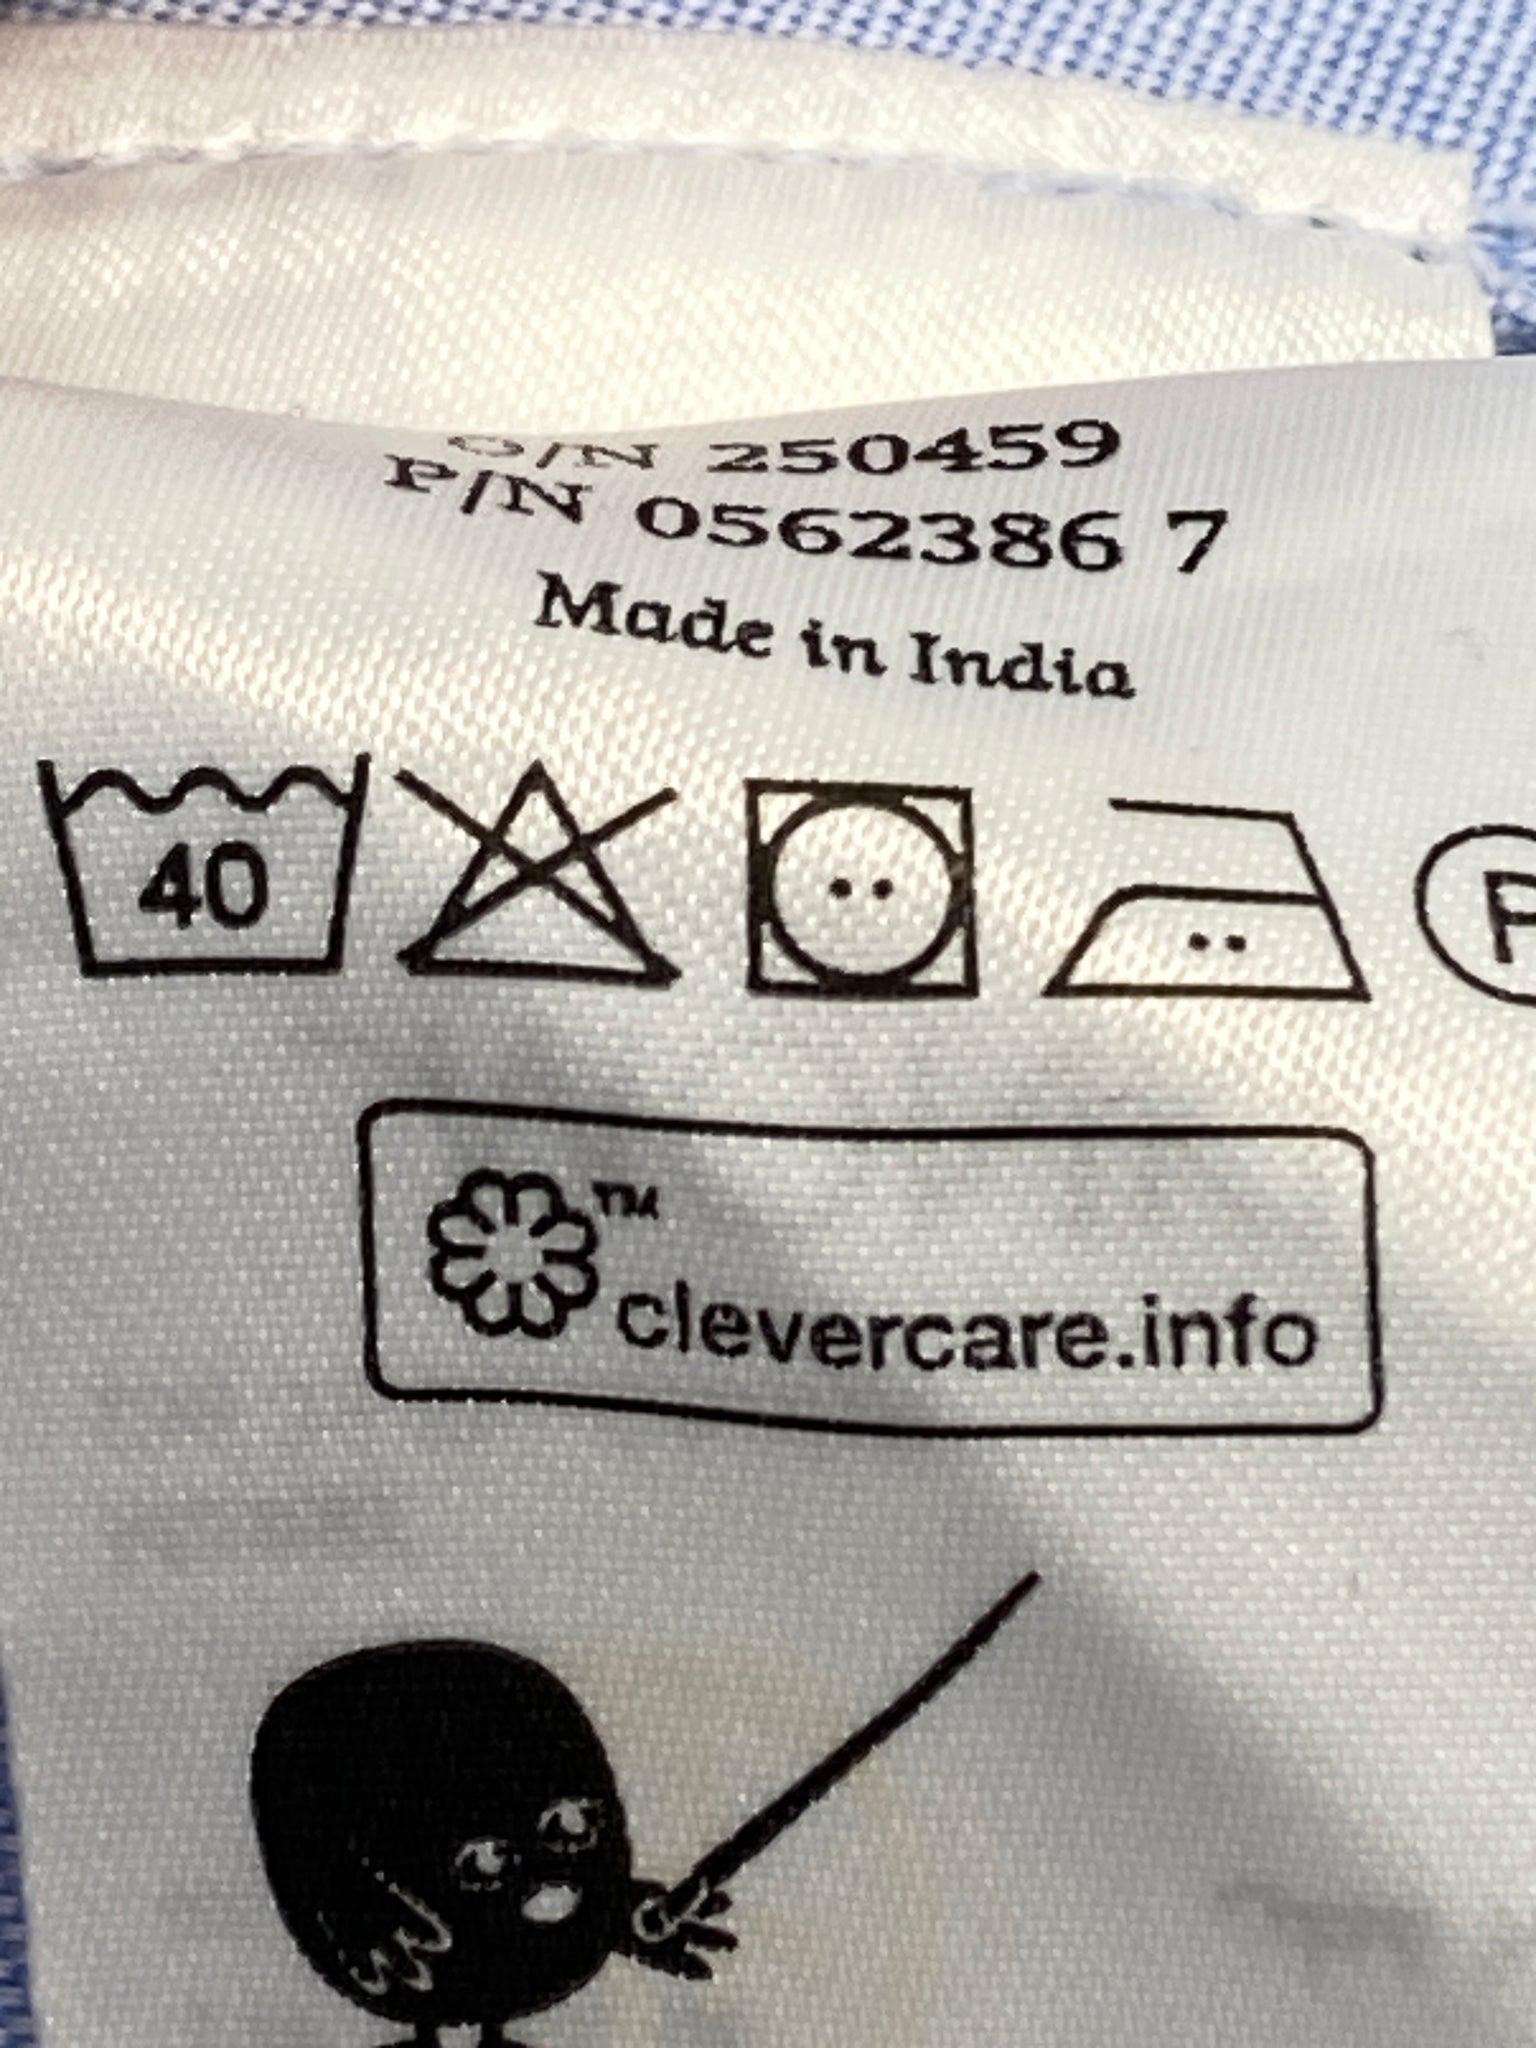 O/N 250459
P/N 0562386 7
Made in India
40
P
TM
clevercare.info